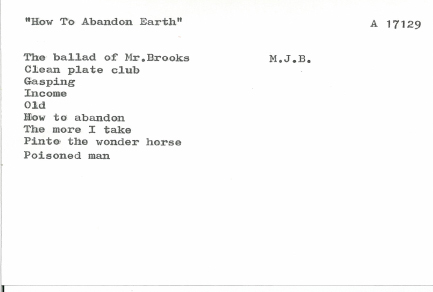 "How To Abandon Earth" A 17129
The ballad of Mr.Brooks M.J.B.
Clean plate club
Gasping
Income
Old
How to abandon
The more I take
Pinto the wonder horse
Poisoned man